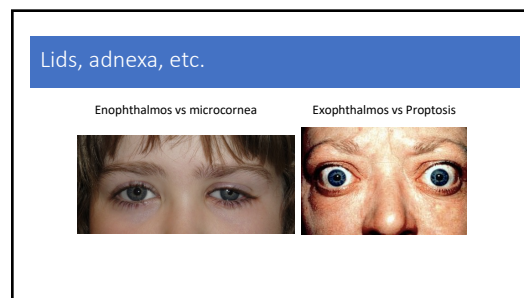 Lids, adnexa, etc.
Enophthalmos vs microcornea
Exophthalmos vs Proptosis